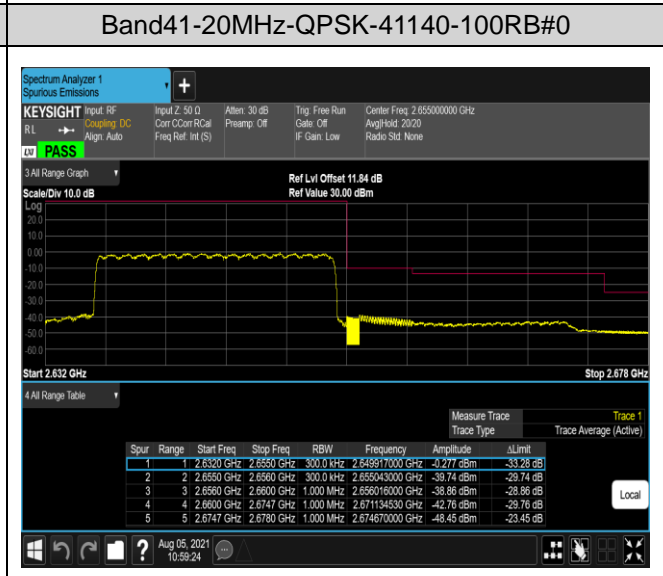 Band41-20MHz-QPSK-41140-100RB#0
Spectrum Analyzer 1
Spurious Emissions
+
KEYSIGHT Input: RF Input Z: 50 Ω Atten: 30 dB Trig: Free Run Center Freq: 2.655000000 GHz
RL Coupling: DC Corr CCorr RCal Preamp: Off Gate: Off Avg|Hold: 20/20
Align: Auto Freq Ref: Int (S) IF Gain: Low Radio Std: None
LXI PASS
3 All Range Graph
Ref Lvl Offset 11.84 dB
Scale/Div 10.0 dB Ref Value 30.00 dBm
Log
20.0
10.0
0.00
-10.0
-20.0
-30.0
-40.0
-50.0
-60.0
Start 2.632 GHz Stop 2.678 GHz
4 All Range Table
Measure Trace Trace 1
Trace Type Trace Average (Active)
Spur Range Start Freq Stop Freq RBW Frequency Amplitude ΔLimit
1 1 2.6320 GHz 2.6550 GHz 300.0 kHz 2.649917000 GHz -0.277 dBm -33.28 dB
2 2 2.6550 GHz 2.6560 GHz 300.0 kHz 2.655043000 GHz -39.74 dBm -29.74 dB
3 3 2.6560 GHz 2.6600 GHz 1.000 MHz 2.656016000 GHz -38.86 dBm -28.86 dB
4 4 2.6600 GHz 2.6747 GHz 1.000 MHz 2.671134530 GHz -42.76 dBm -29.76 dB
5 5 2.6747 GHz 2.6780 GHz 1.000 MHz 2.674670000 GHz -48.45 dBm -23.45 dB
Local
? Aug 05, 2021
10:59:24